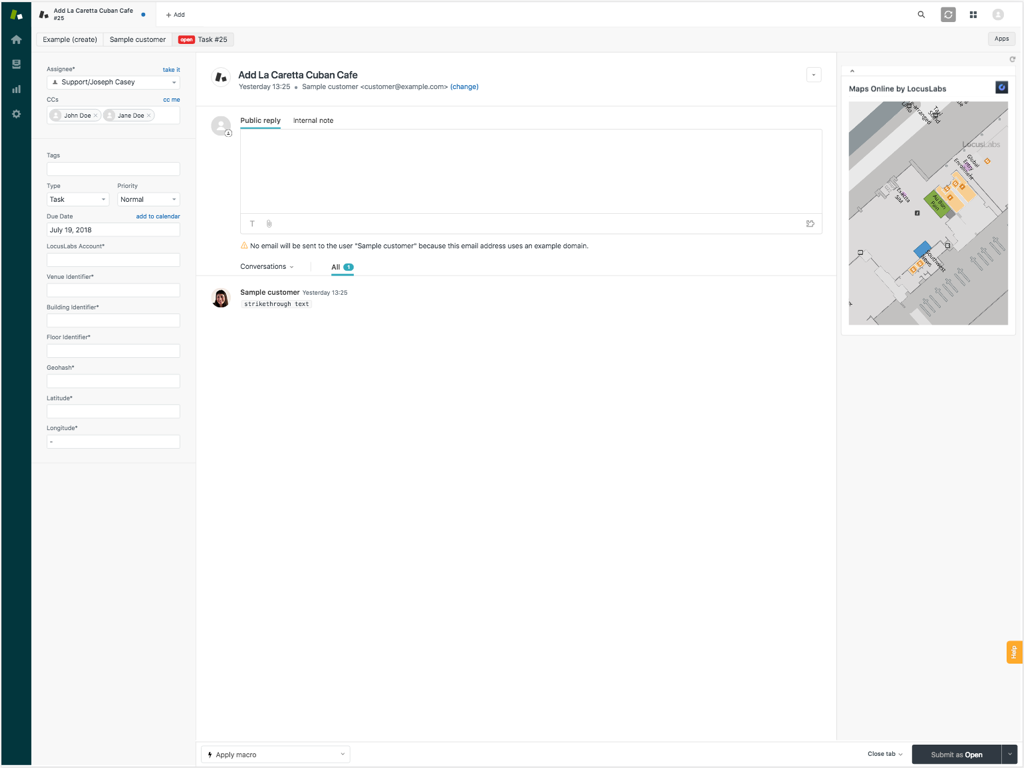 Add La Caretta Cuban Cafe
#25
+ Add
Example (create)
Sample customer
open Task #25
Apps
Assignee*
take it
Support/Joseph Casey
CCs
cc me
John Doe ×
Jane Doe ×
Tags
Type
Priority
Task
Normal
Due Date
add to calendar
July 19, 2018
LocusLabs Account*
Venue Identifier*
Building Identifier*
Floor Identifier*
Geohash*
Latitude*
Longitude*
-
Add La Caretta Cuban Cafe
Yesterday 13:25 Sample customer <customer@example.com> (change)
Public reply
Internal note
T
No email will be sent to the user "Sample customer" because this email address uses an example domain.
Conversations
All 1
Sample customer Yesterday 13:25
strikethrough text
Maps Online by LocusLabs
LocusLabs
Global
Entry
Help
Apply macro
Close tab
Submit as Open